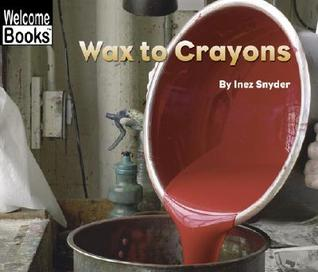 Welcome
Books
Wax to Crayons
By Inez Snyder